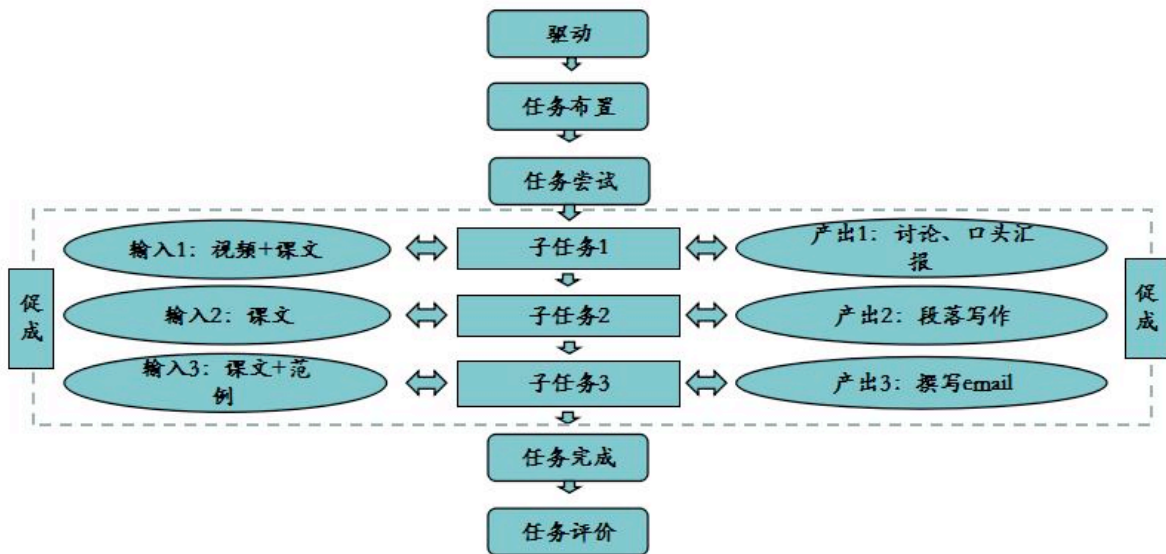 驱动
任务布置
任务尝试
输入1：视频+课文
子任务1
产出1：讨论、口头汇
报
促
成
输入2：课文
子任务2
产出2：段落写作
促
成
输入3：课文+范
例
子任务3
产出3：撰写email
任务完成
任务评价